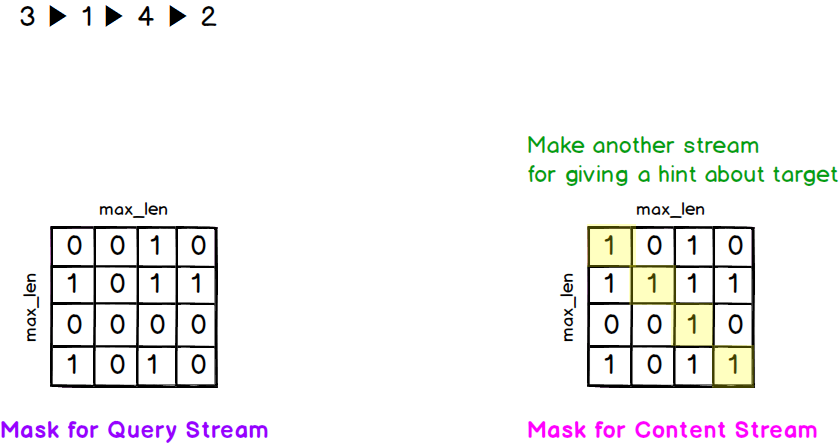 3 ▶ 1 ▶ 4 ▶ 2
Make another stream
for giving a hint about target
max_len
max_len
max_len
0 0 1 0
1 0 1 1
0 0 0 0
1 0 1 0
Mask for Query Stream
max_len
1 0 1 0
1 1 1 1
0 0 1 0
1 0 1 1
Mask for Content Stream